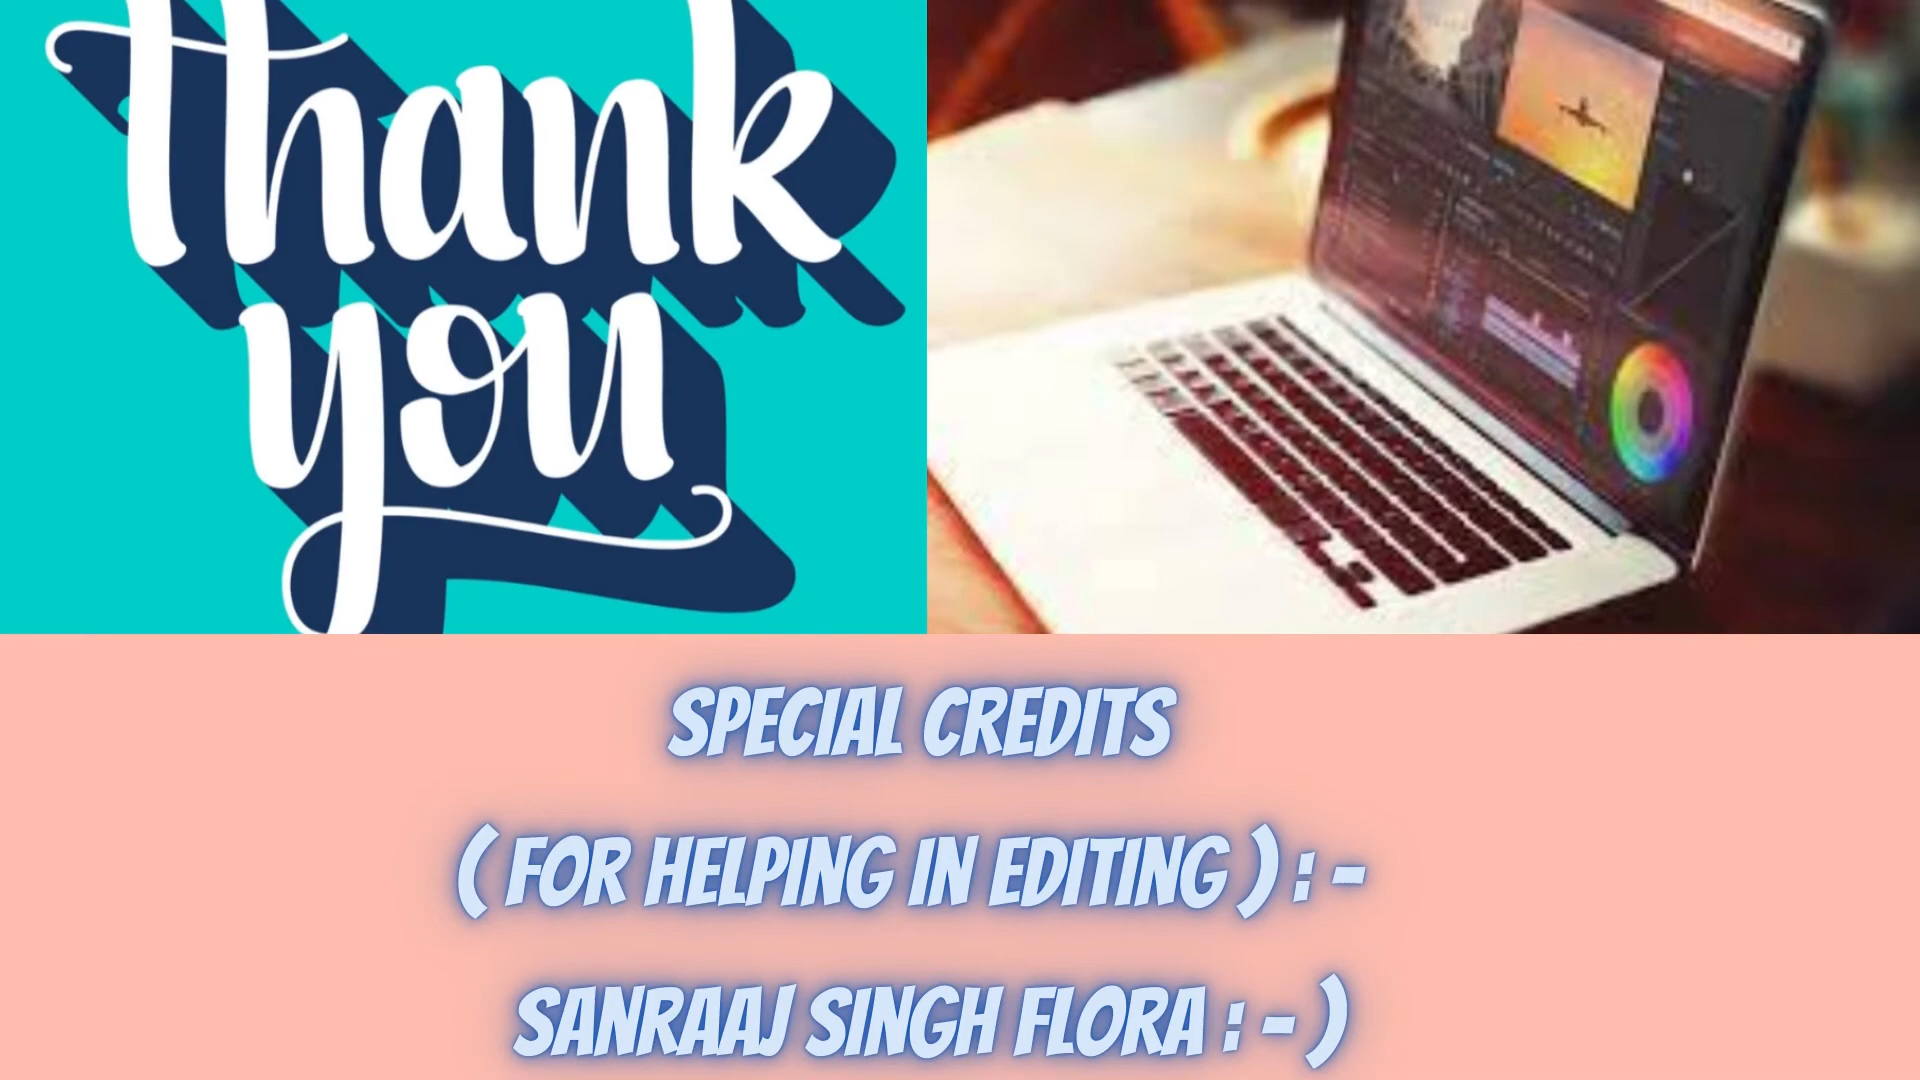 thank
you
SPECIAL CREDITS
( FOR HELPING IN EDITING ) : -
SANRAAJ SINGH FLORA : - )